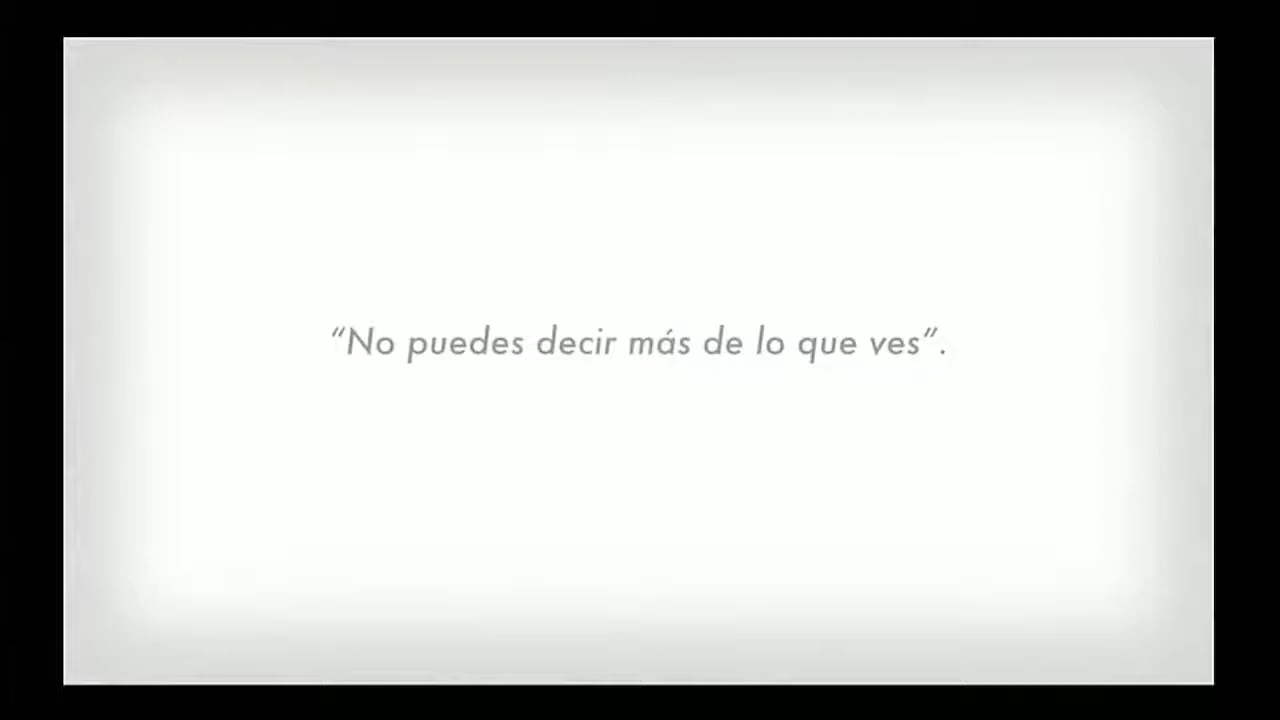 “No puedes decir más de lo que ves”.